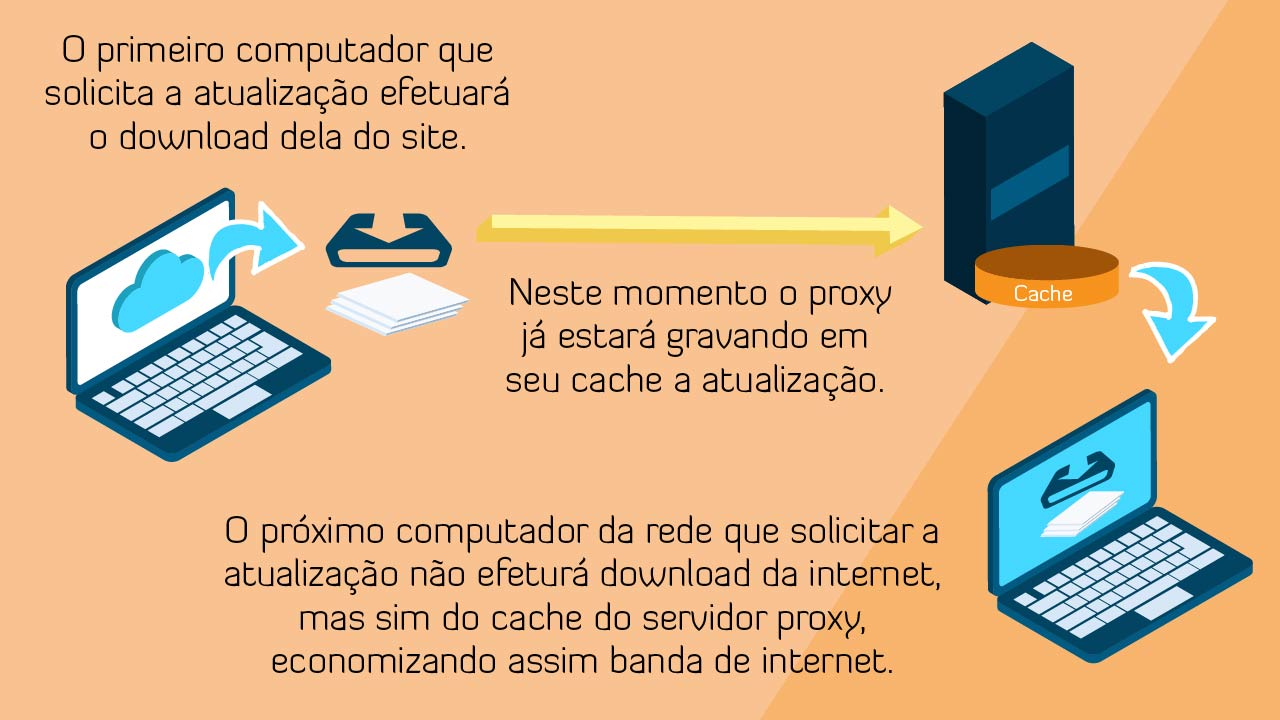 O primeiro computador que
solicita a atualização efetuará
o download dela do site.
Neste momento o proxy
já estará gravando em
seu cache a atualização.
Cache
O próximo computador da rede que solicitar a
atualização não efeturá download da internet,
mas sim do cache do servidor proxy,
economizando assim banda de internet.